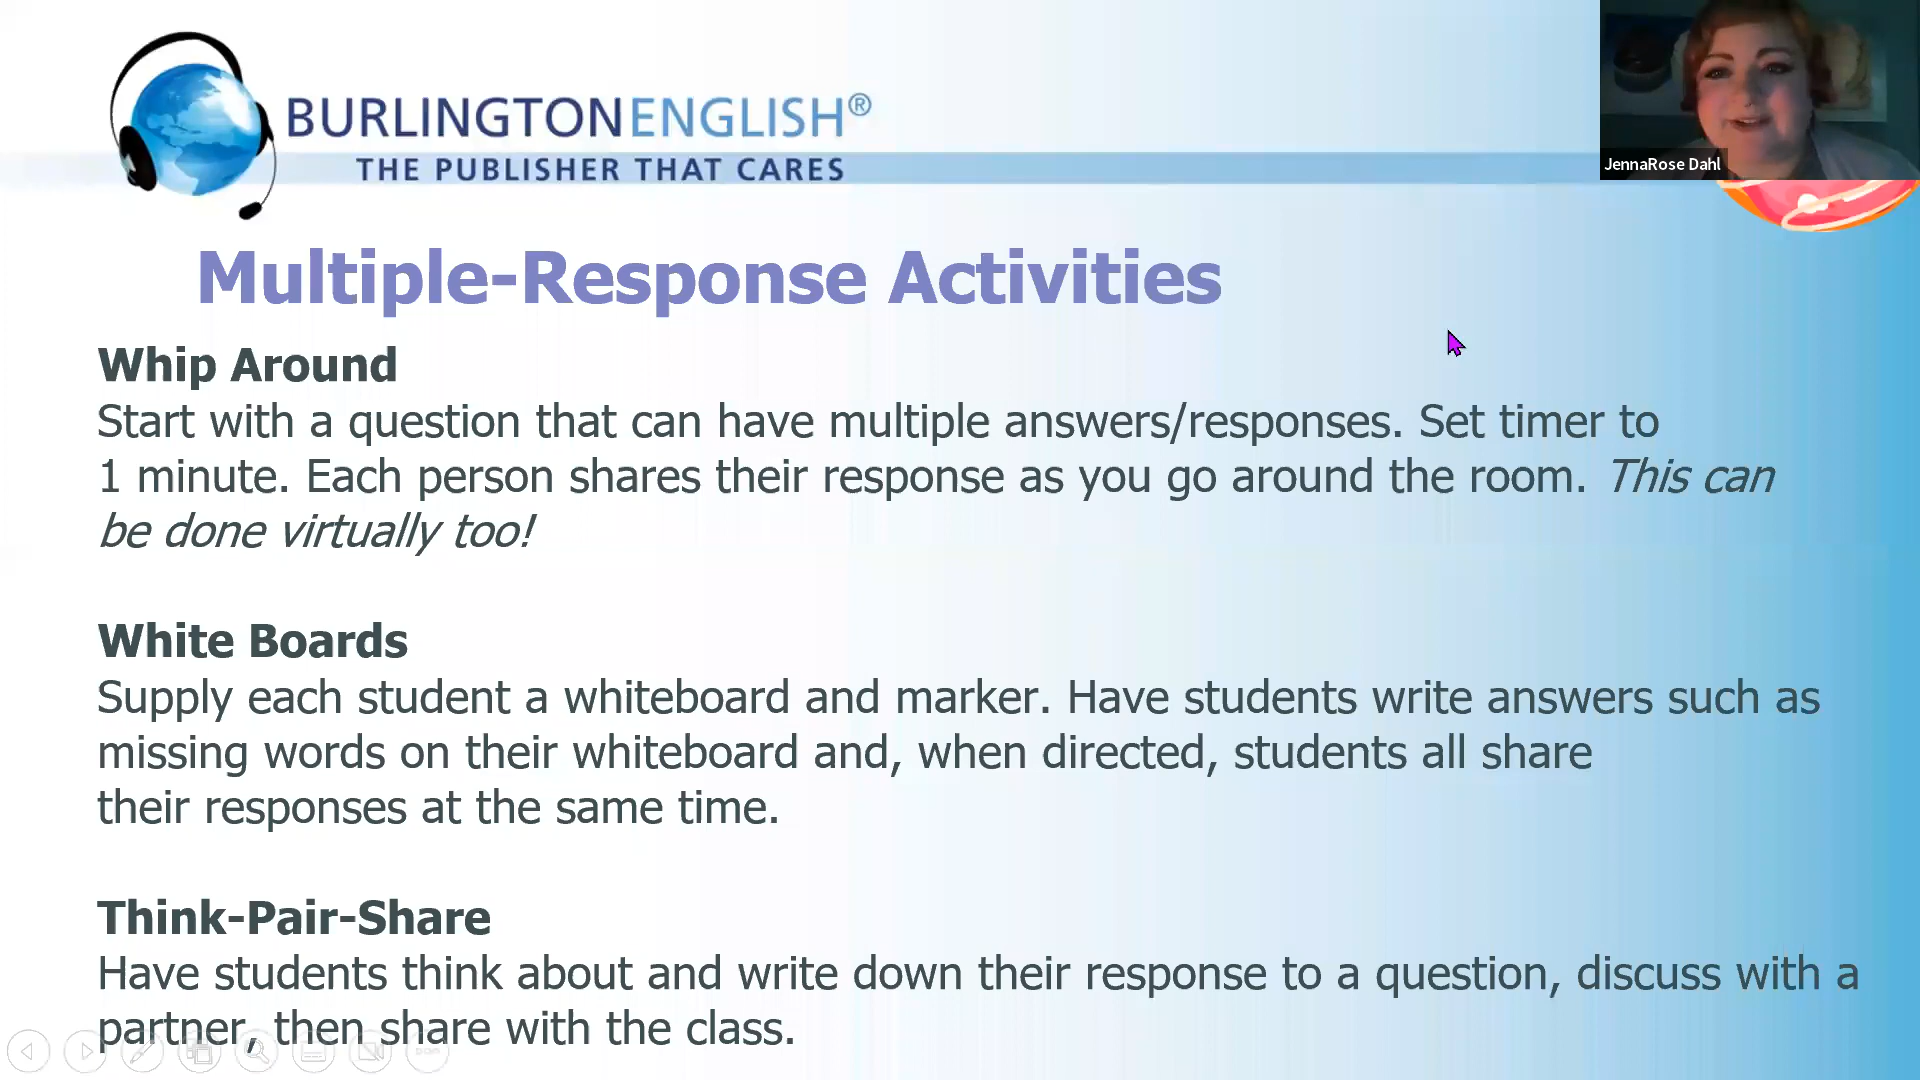 BURLINGTONENGLISH®
THE PUBLISHER THAT CARES
JennaRose Dahl
Multiple-Response Activities
Whip Around
Start with a question that can have multiple answers/responses. Set timer to
1 minute. Each person shares their response as you go around the room. This can
be done virtually too!
White Boards
Supply each student a whiteboard and marker. Have students write answers such as
missing words on their whiteboard and, when directed, students all share
their responses at the same time.
Think-Pair-Share
Have students think about and write down their response to a question, discuss with a
partner, then share with the class.